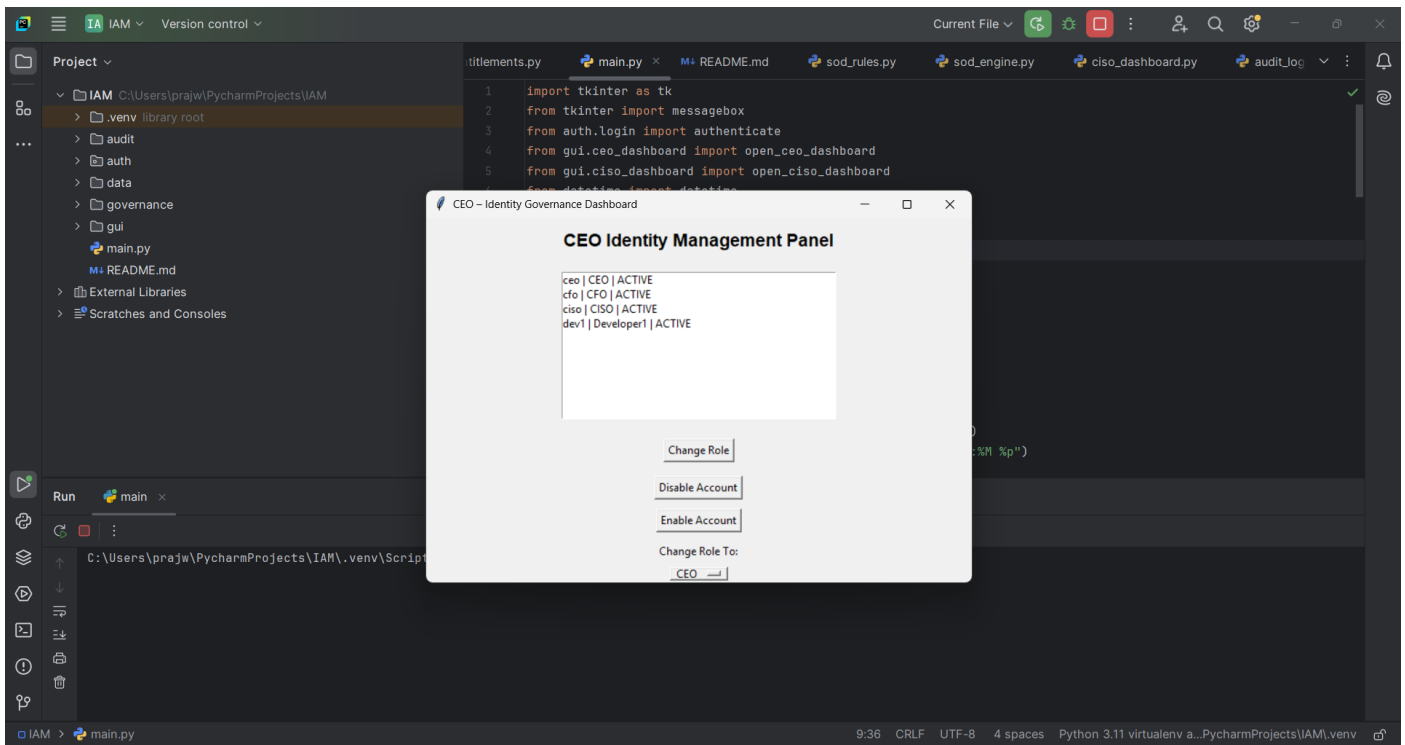 IA IAM Version control Current File
Project
titlements.py main.py README.md sod_rules.py sod_engine.py ciso_dashboard.py audit_log
IAM C:\Users\prajw\PycharmProjects\IAM
.venv library root
audit
auth
data
governance
gui
main.py
README.md
External Libraries
Scratches and Consoles
1 import tkinter as tk
2 from tkinter import messagebox
3 from auth.login import authenticate
4 from gui.ceo_dashboard import open_ceo_dashboard
5 from gui.ciso_dashboard import open_ciso_dashboard
from datetime import datetime
CEO – Identity Governance Dashboard
CEO Identity Management Panel
ceo | CEO | ACTIVE
cfo | CFO | ACTIVE
ciso | CISO | ACTIVE
dev1 | Developer1 | ACTIVE
Change Role
Disable Account
Enable Account
Change Role To:
CEO
)
:%M %p")
Run main
C:\Users\prajw\PycharmProjects\IAM\.venv\Script
IAM > main.py 9:36 CRLF UTF-8 4 spaces Python 3.11 virtualenv a...PycharmProjects\IAM\.venv